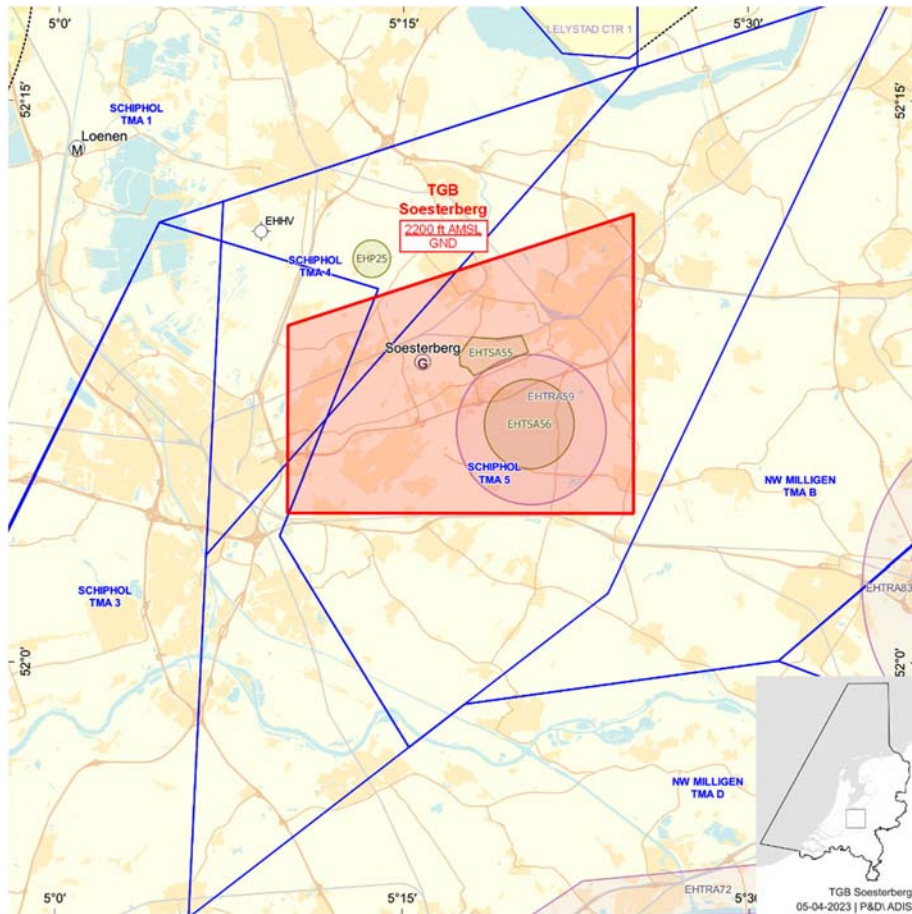 5°0'
5°15'
5°30'
LELYSTAD CTR 1
52°15'
52°15'
SCHIPHOL
TMA 1
Loenen
M
TGB
Soesterberg
2200 ft AMSL
GND
EHHV
EHP25
SCHIPHOL
TMA 4
Soesterberg
G
EHTSA55
EHTRA59
EHTSA56
SCHIPHOL
TMA 5
NW MILLIGEN
TMA B
SCHIPHOL
TMA 3
EHTRA83
52°0'
52°0'
NW MILLIGEN
TMA D
EHTRA72
5°0'
5°15'
5°30'
TGB Soesterberg
05-04-2023 | P&D\ ADIS